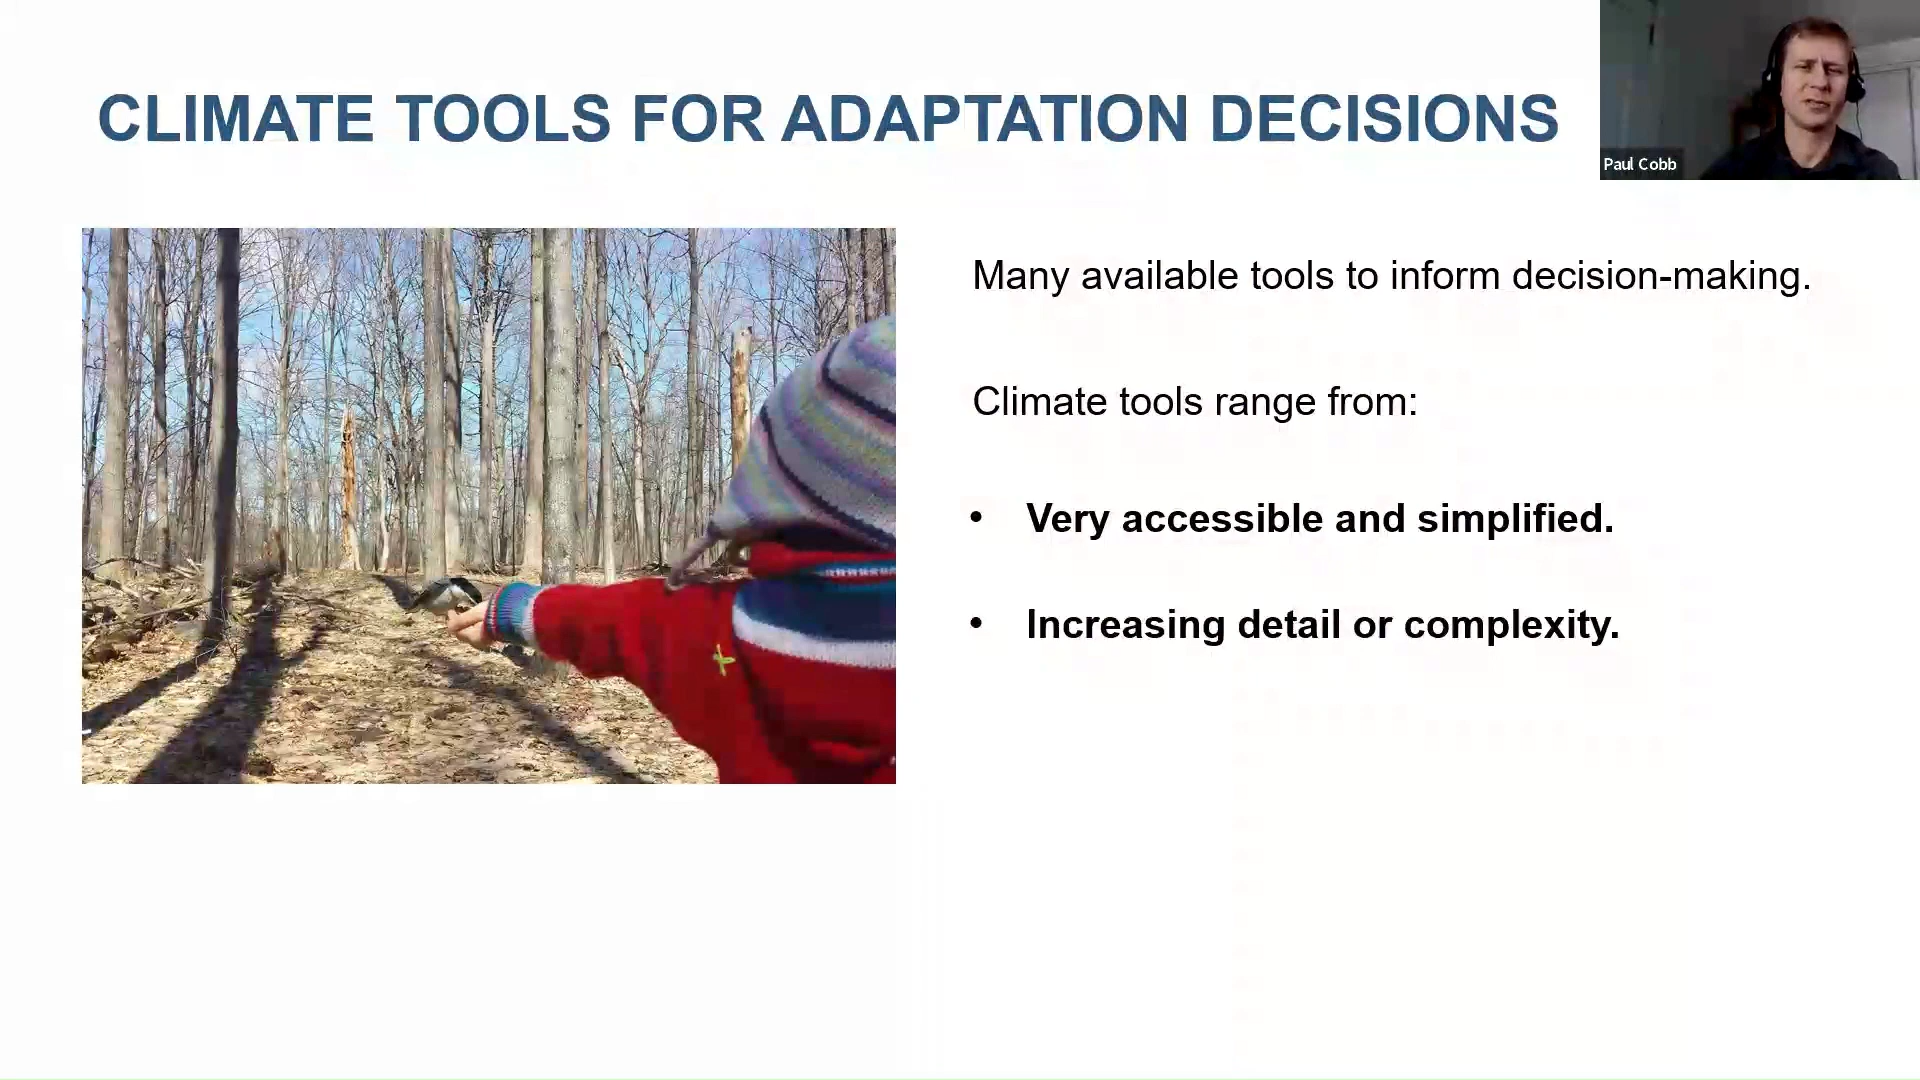 CLIMATE TOOLS FOR ADAPTATION DECISIONS
Paul Cobb
Many available tools to inform decision-making.
Climate tools range from:
• Very accessible and simplified.
• Increasing detail or complexity.